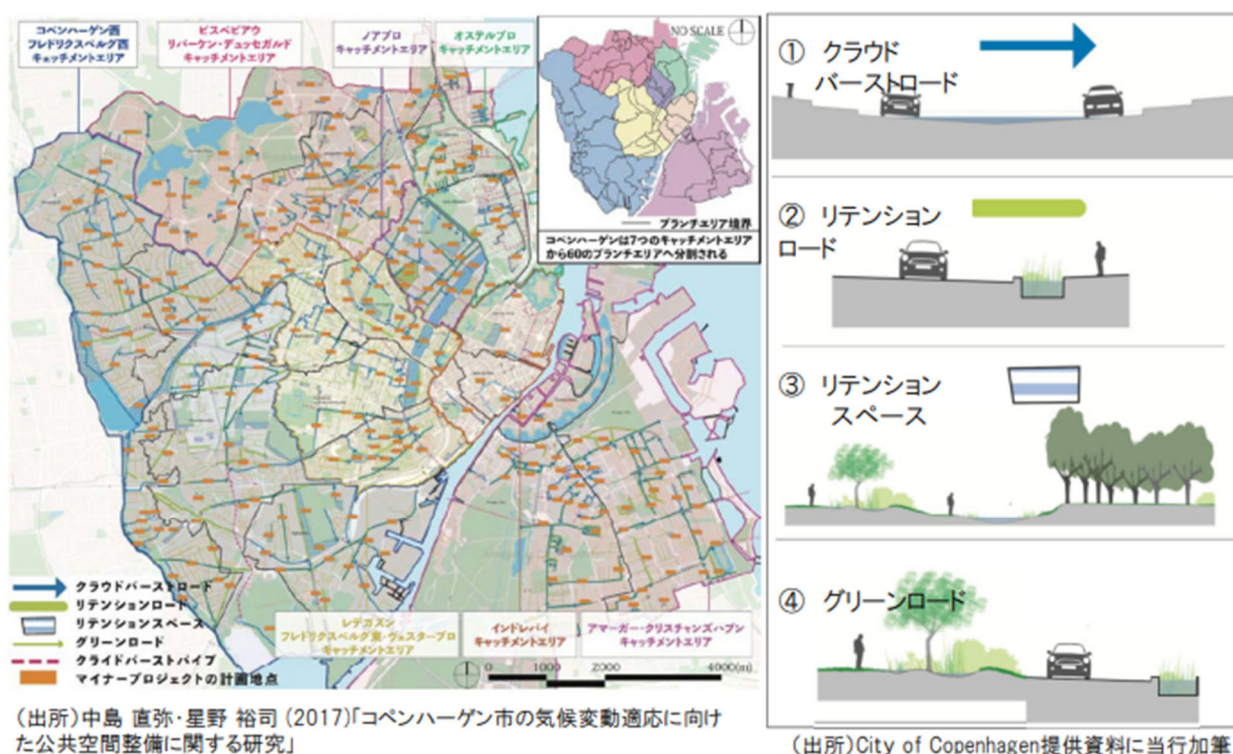 コペンハーゲン西
フレドリクスベルグ西
キャッチメントエリア
ビスペビアウ
リバーケン・デュッセガルド
キャッチメントエリア
ノアブロ
キャッチメントエリア
オステルブロ
キャッチメントエリア
NO SCALE
ブランチエリア境界
コペンハーゲンは7つのキャッチメントエリア
から60のブランチエリアへ分割される
クラウドバーストロード
リテンションロード
リテンションスペース
グリーンロード
クライドバーストパイプ
マイナープロジェクトの計画地点
フレドリクスベルグ東・ヴェスターブロ
キャッチメントエリア
インドレバイ
キャッチメントエリア
アマーガー・クリスチャンズハブン
キャッチメントエリア
0 1000 2000 4000(m)
(出所)中島 直弥・星野 裕司 (2017)「コペンハーゲン市の気候変動適応に向け
た公共空間整備に関する研究」
① クラウド
バーストロード
② リテンション
ロード
③ リテンション
スペース
④ グリーンロード
(出所)City of Copenhagen提供資料に当行加筆